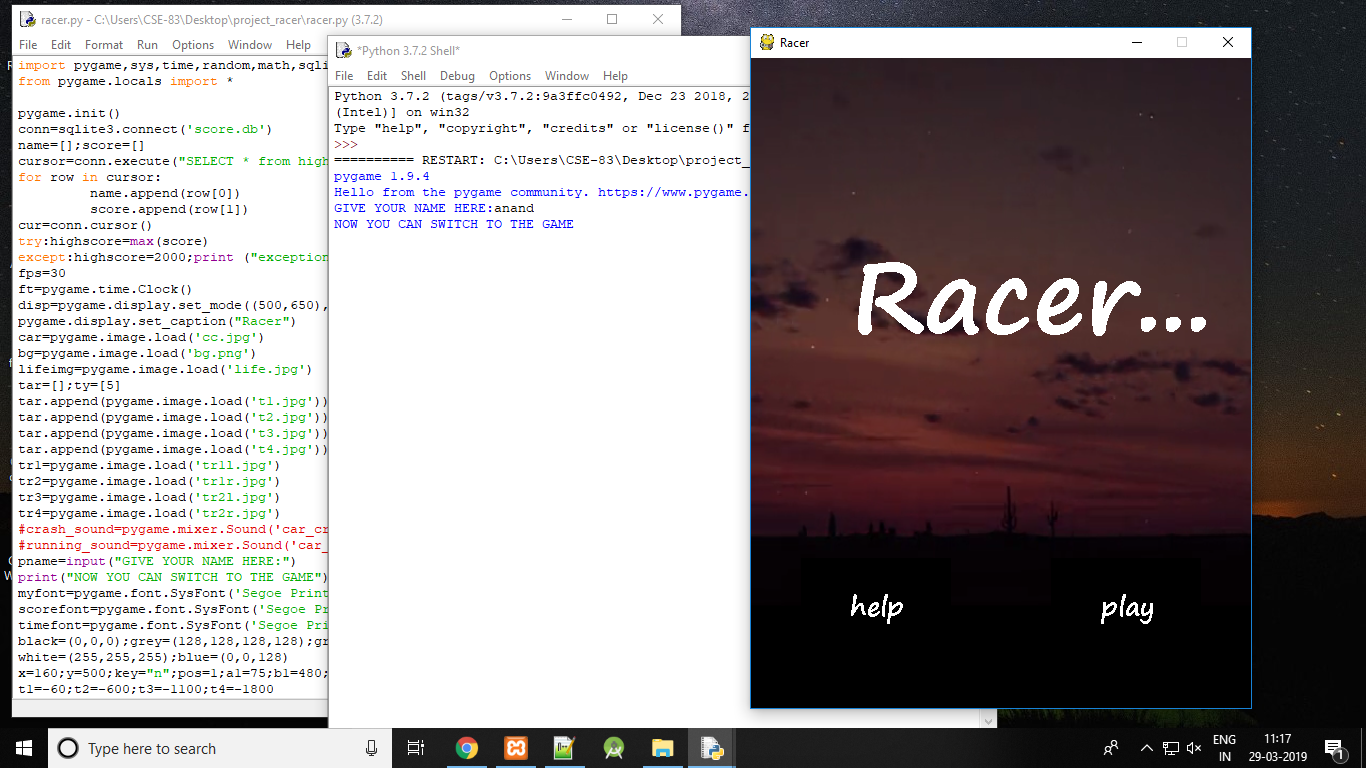 racer.py - C:\Users\CSE-83\Desktop\project_racer\racer.py (3.7.2)
File Edit Format Run Options Window Help
import pygame,sys,time,random,math,sqli
from pygame.locals import *
pygame.init()
conn=sqlite3.connect('score.db')
name=[];score=[]
cursor=conn.execute("SELECT * from high
for row in cursor:
name.append(row[0])
score.append(row[1])
cur=conn.cursor()
try:highscore=max(score)
except:highscore=2000;print ("exception
fps=30
ft=pygame.time.Clock()
disp=pygame.display.set_mode((500,650),
pygame.display.set_caption("Racer")
car=pygame.image.load('cc.jpg')
bg=pygame.image.load('bg.png')
lifeimg=pygame.image.load('life.jpg')
tar=[];ty=[5]
tar.append(pygame.image.load('t1.jpg'))
tar.append(pygame.image.load('t2.jpg'))
tar.append(pygame.image.load('t3.jpg'))
tar.append(pygame.image.load('t4.jpg'))
tr1=pygame.image.load('tr1l.jpg')
tr2=pygame.image.load('tr1r.jpg')
tr3=pygame.image.load('tr2l.jpg')
tr4=pygame.image.load('tr2r.jpg')
#crash_sound=pygame.mixer.Sound('car_cr
#running_sound=pygame.mixer.Sound('car_
pname=input("GIVE YOUR NAME HERE:")
print("NOW YOU CAN SWITCH TO THE GAME")
myfont=pygame.font.SysFont('Segoe Print
scorefont=pygame.font.SysFont('Segoe Pr
timefont=pygame.font.SysFont('Segoe Pri
black=(0,0,0);grey=(128,128,128);gr
white=(255,255,255);blue=(0,0,128)
x=160;y=500;key="n";pos=1;a1=75;b1=480;
t1=-60;t2=-600;t3=-1100;t4=-1800
*Python 3.7.2 Shell*
File Edit Shell Debug Options Window Help
Python 3.7.2 (tags/v3.7.2:9a3ffc0492, Dec 23 2018, 2
(Intel)] on win32
Type "help", "copyright", "credits" or "license()" f
>>>
========== RESTART: C:\Users\CSE-83\Desktop\project_
pygame 1.9.4
Hello from the pygame community. https://www.pygame.
GIVE YOUR NAME HERE:anand
NOW YOU CAN SWITCH TO THE GAME
Racer
Racer...
help play
Type here to search
ENG
IN
11:17
29-03-2019
1